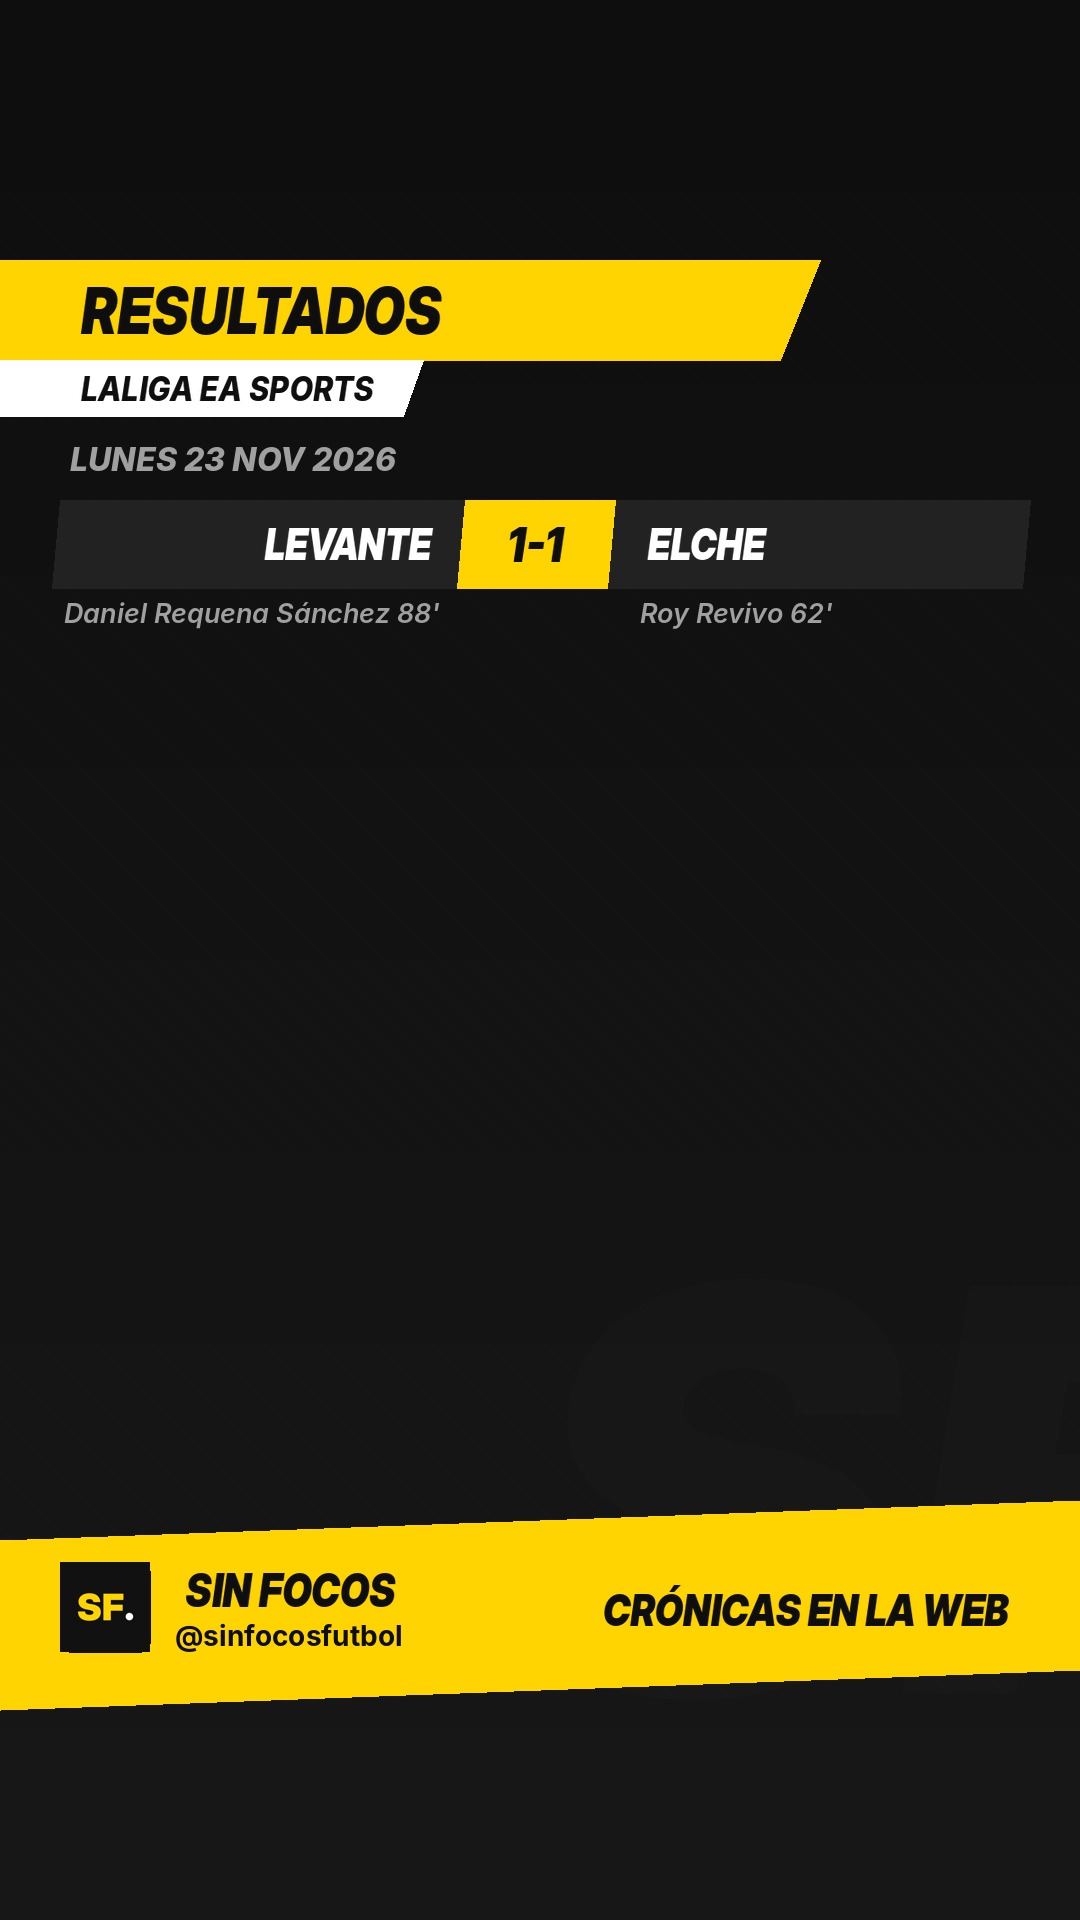 RESULTADOS
LALIGA EA SPORTS
LUNES 23 NOV 2026
LEVANTE 1-1 ELCHE
Daniel Requena Sánchez 88' Roy Revivo 62'
SF
SF. SIN FOCOS
@sinfocosfutbol
CRÓNICAS EN LA WEB